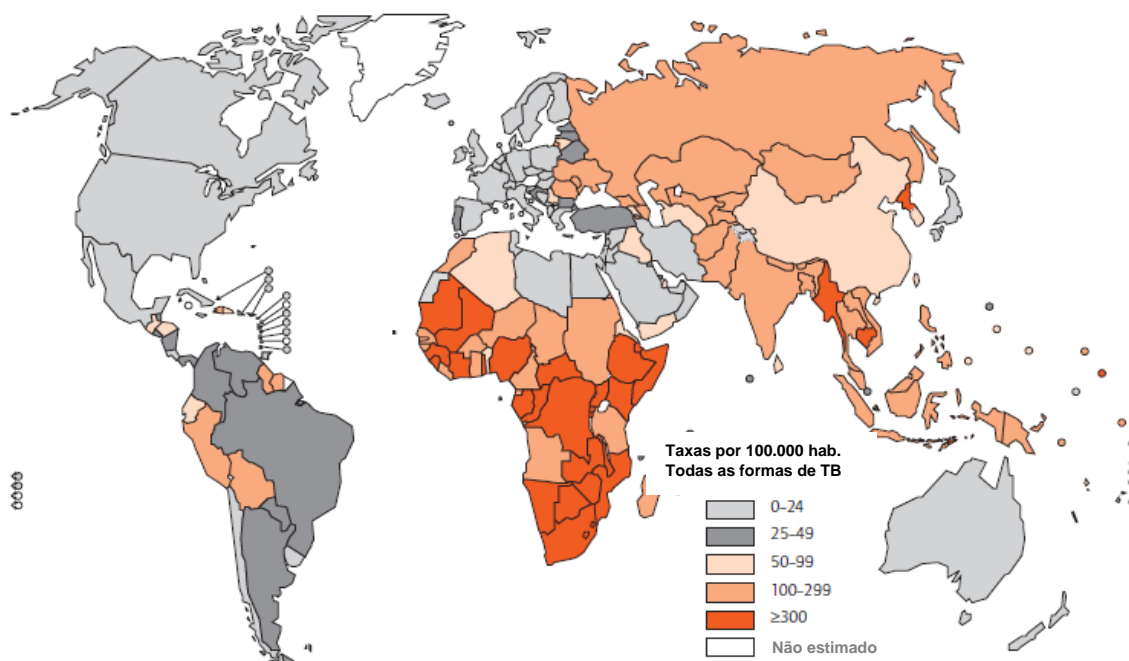 Taxas por 100.000 hab.
Todas as formas de TB
0–24
25–49
50–99
100–299
≥300
Não estimado